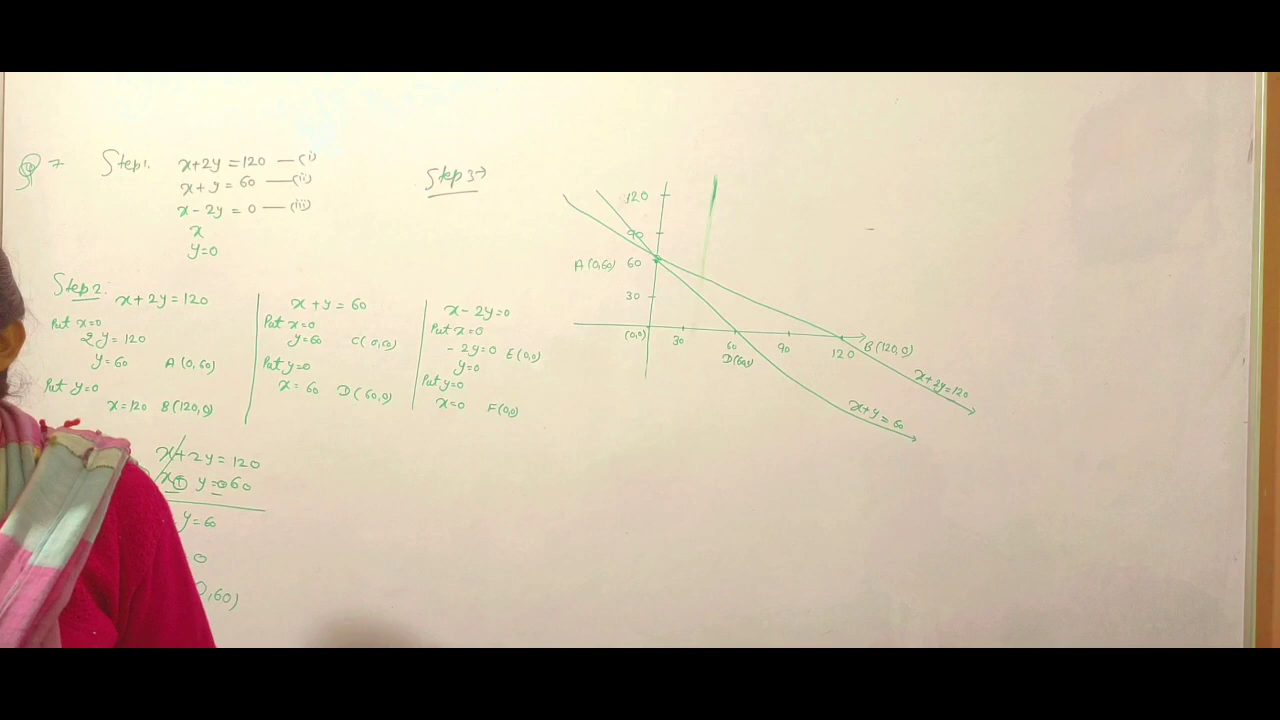 Q 7 Step 1. x+2y = 120 — (i)
x + y = 60 — (ii)
x - 2y = 0 — (iii)
x
y=0
Step 2:
x + 2y = 120
Put x=0
2y = 120
y = 60 A (0,60)
Put y=0
x = 120 B (120,0)
x + y = 60
Put x=0
y=60 C(0,60)
Put y=0
x = 60 D(60,0)
x - 2y = 0
Put x=0
- 2y=0 E(0,0)
y=0
Put y=0
x=0 F(0,0)
x+2y = 120
x + y = 60
y = 60
0
0,60)
Step 3→
120
90
A (0,60) 60
30
(0,0) 30 60 90 120 B(120,0)
x+2y=120
x+y = 60